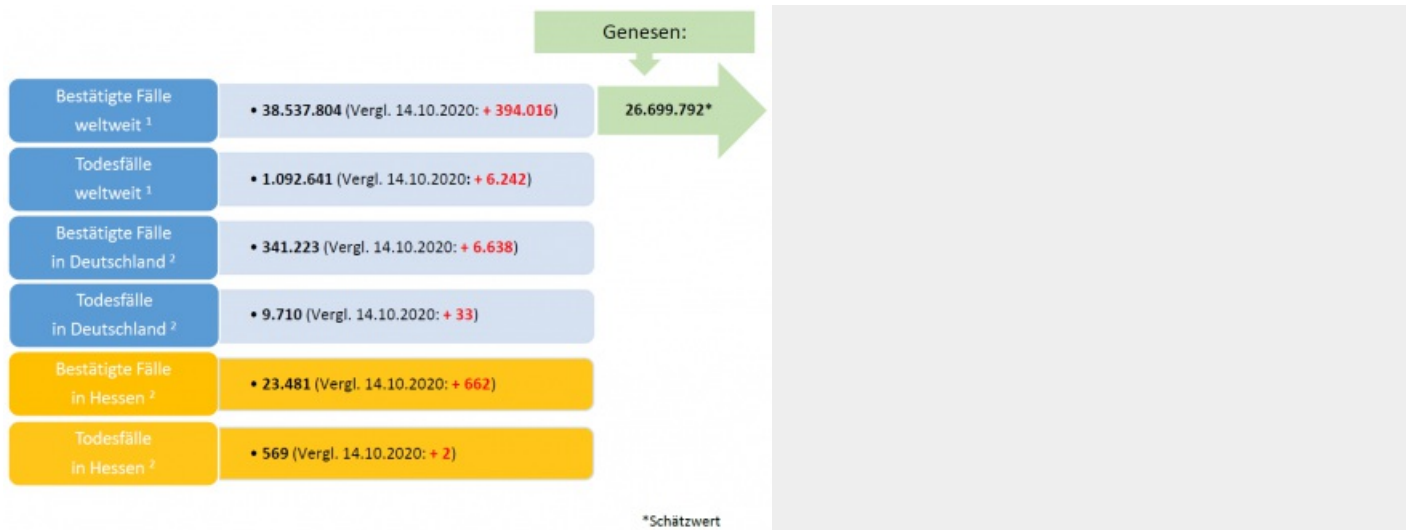 Genesen:
Bestätigte Fälle
weltweit ¹
• 38.537.804 (Vergl. 14.10.2020: + 394.016)
26.699.792*
Todesfälle
weltweit ¹
• 1.092.641 (Vergl. 14.10.2020: + 6.242)
Bestätigte Fälle
in Deutschland ²
• 341.223 (Vergl. 14.10.2020: + 6.638)
Todesfälle
in Deutschland ²
• 9.710 (Vergl. 14.10.2020: + 33)
Bestätigte Fälle
in Hessen ²
• 23.481 (Vergl. 14.10.2020: + 662)
Todesfälle
in Hessen ²
• 569 (Vergl. 14.10.2020: + 2)
*Schätzwert